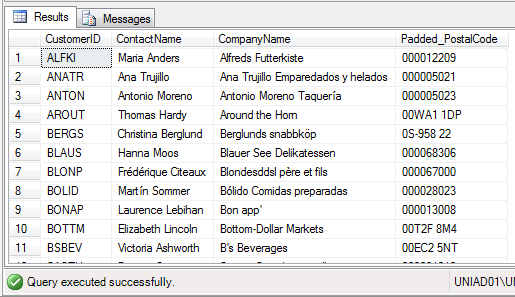 Results Messages
CustomerID ContactName CompanyName Padded_PostalCode
1 ALFKI Maria Anders Alfreds Futterkiste 000012209
2 ANATR Ana Trujillo Ana Trujillo Emparedados y helados 000005021
3 ANTON Antonio Moreno Antonio Moreno Taquería 000005023
4 AROUT Thomas Hardy Around the Horn 00WA1 1DP
5 BERGS Christina Berglund Berglunds snabbköp 0S-958 22
6 BLAUS Hanna Moos Blauer See Delikatessen 000068306
7 BLONP Frédérique Citeaux Blondesddsl père et fils 000067000
8 BOLID Martín Sommer Bólido Comidas preparadas 000028023
9 BONAP Laurence Lebihan Bon app' 000013008
10 BOTTM Elizabeth Lincoln Bottom-Dollar Markets 00T2F 8M4
11 BSBEV Victoria Ashworth B's Beverages 00EC2 5NT
Query executed successfully. UNIAD01\U